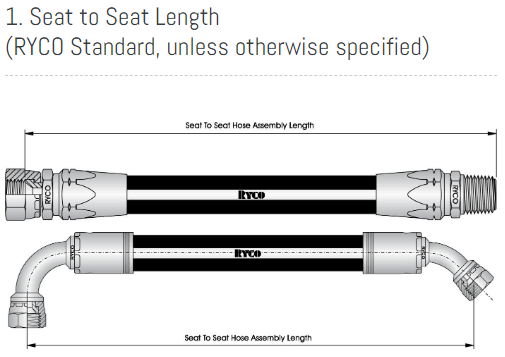 1. Seat to Seat Length
(RYCO Standard, unless otherwise specified)
Seat To Seat Hose Assembly Length
RYCO
RYCO
RYCO
RYCO
Seat To Seat Hose Assembly Length